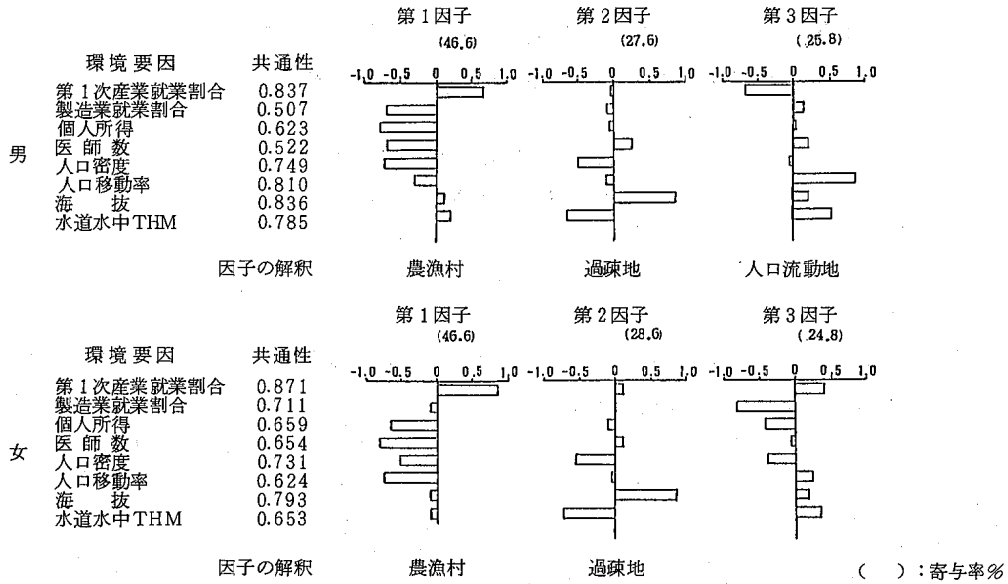 第1因子 第2因子 第3因子
(46.6) (27.6) (25.8)
環境要因 共通性 -1.0 -0.5 0 0.5 1.0 -1.0 -0.5 0 0.5 1.0 -1.0 -0.5 0 0.5 1.0
第1次産業就業割合 0.837
製造業就業割合 0.507
個人所得 0.623
医師数 0.522
男 人口密度 0.749
人口移動率 0.810
海抜 0.836
水道水中THM 0.785
因子の解釈 農漁村 過疎地 人口流動地
第1因子 第2因子 第3因子
(46.6) (28.6) (24.8)
環境要因 共通性 -1.0 -0.5 0 0.5 1.0 -1.0 -0.5 0 0.5 1.0 -1.0 -0.5 0 0.5 1.0
第1次産業就業割合 0.871
製造業就業割合 0.711
個人所得 0.659
医師数 0.654
女 人口密度 0.731
人口移動率 0.624
海抜 0.793
水道水中THM 0.653
因子の解釈 農漁村 過疎地 ( ):寄与率%